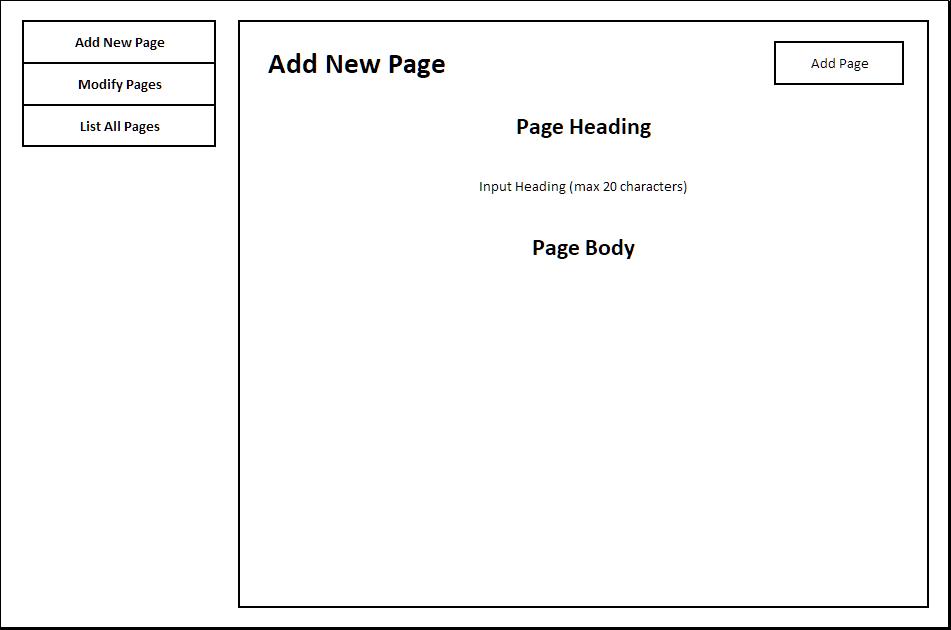 Add New Page
Modify Pages
List All Pages
Add New Page
Add Page
Page Heading
Input Heading (max 20 characters)
Page Body